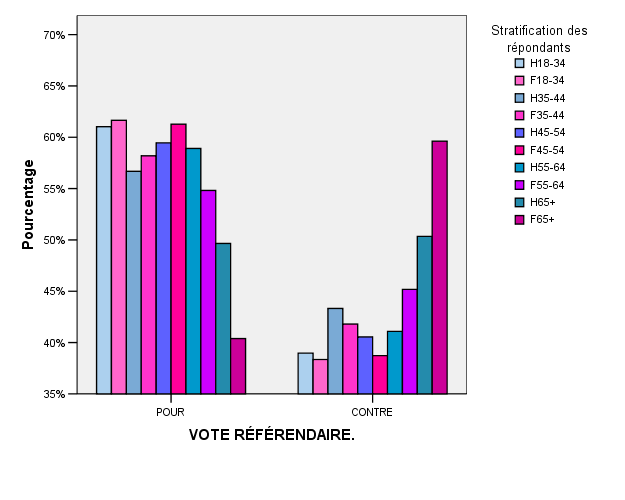 Stratification des
répondants
H18-34
F18-34
H35-44
F35-44
H45-54
F45-54
H55-64
F55-64
H65+
F65+
70%
65%
60%
55%
50%
45%
40%
35%
Pourcentage
POUR
CONTRE
VOTE RÉFÉRENDAIRE.